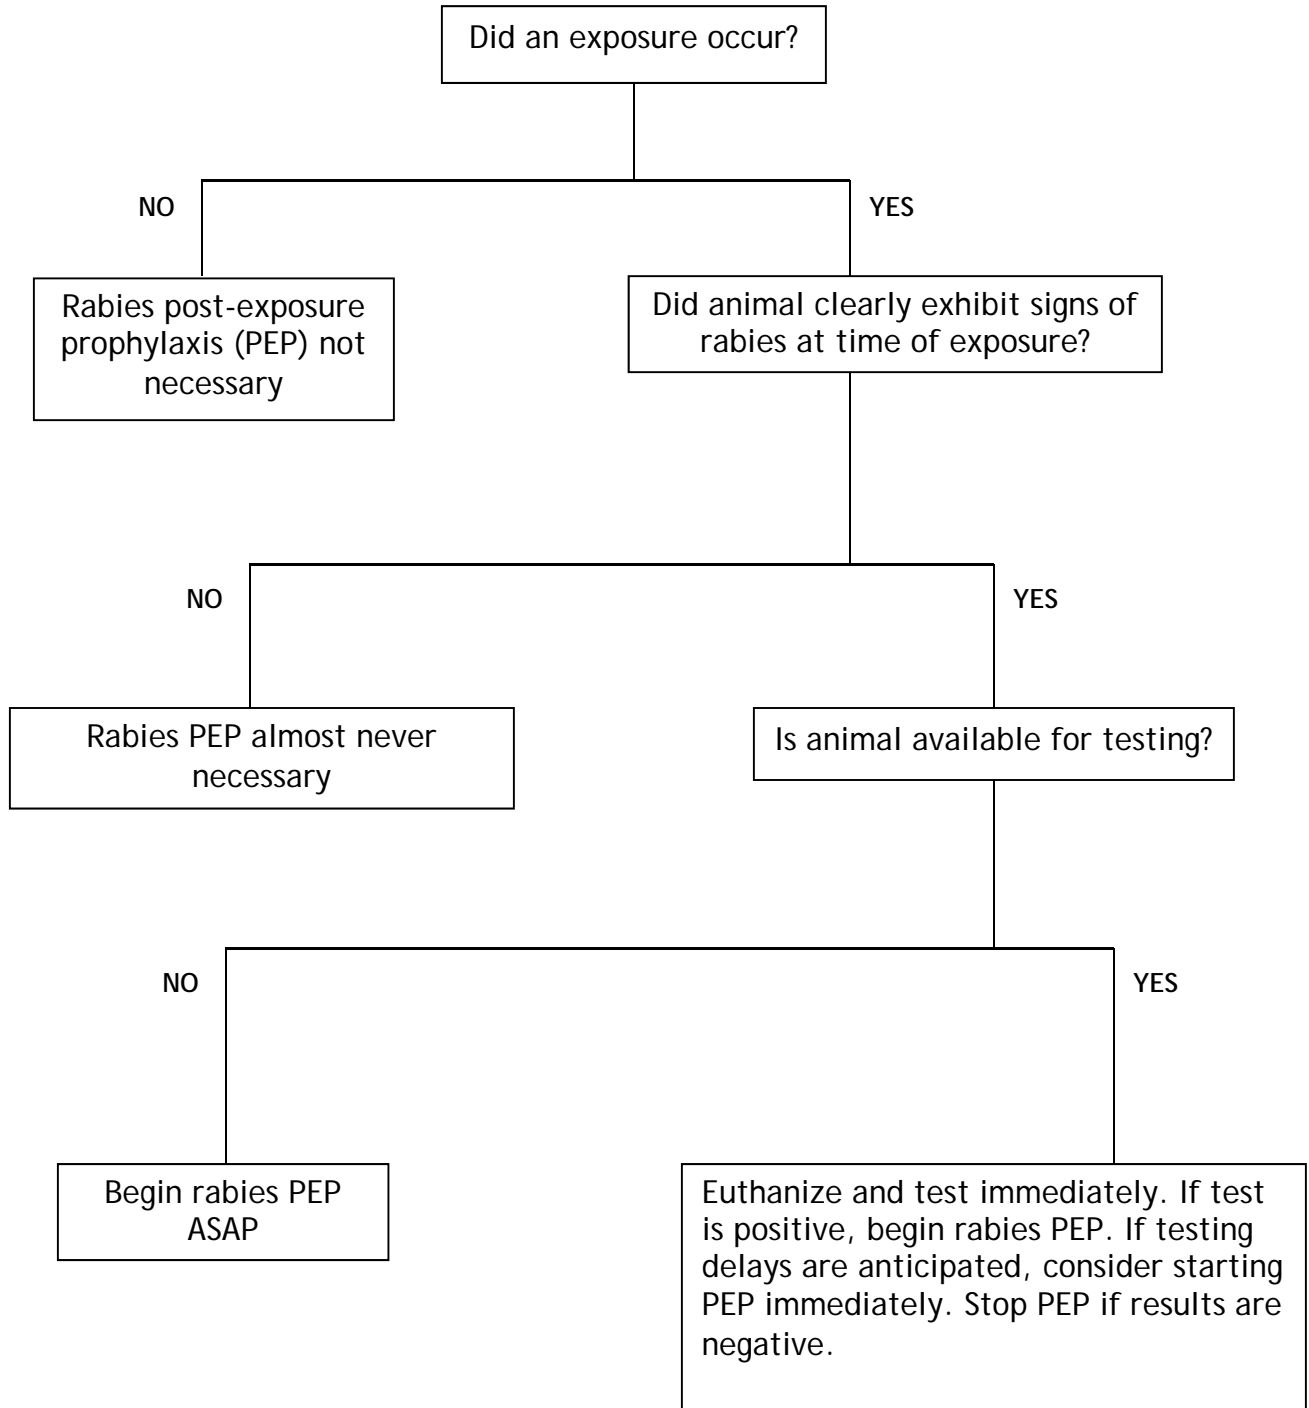 Did an exposure occur?
NO
YES
Rabies post-exposure
prophylaxis (PEP) not
necessary
Did animal clearly exhibit signs of
rabies at time of exposure?
NO
YES
Rabies PEP almost never
necessary
Is animal available for testing?
NO
YES
Begin rabies PEP
ASAP
Euthanize and test immediately. If test
is positive, begin rabies PEP. If testing
delays are anticipated, consider starting
PEP immediately. Stop PEP if results are
negative.